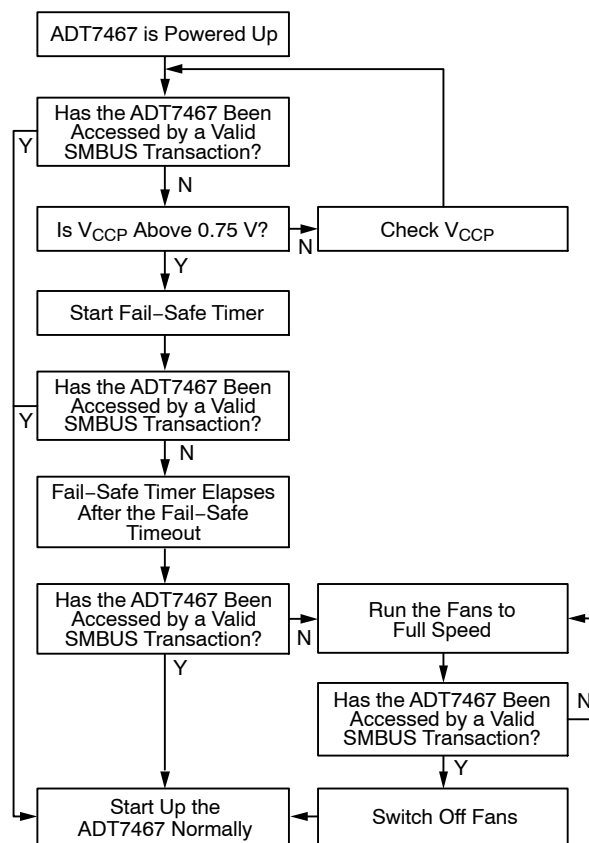 ADT7467 is Powered Up
Has the ADT7467 Been
Accessed by a Valid
SMBUS Transaction?
Y
N
Is VCCP Above 0.75 V?
N
Check VCCP
Y
Start Fail−Safe Timer
Has the ADT7467 Been
Accessed by a Valid
SMBUS Transaction?
Y
N
Fail−Safe Timer Elapses
After the Fail−Safe
Timeout
Has the ADT7467 Been
Accessed by a Valid
SMBUS Transaction?
N
Y
Run the Fans to
Full Speed
Has the ADT7467 Been
Accessed by a Valid
SMBUS Transaction?
N
Y
Start Up the
ADT7467 Normally
Switch Off Fans